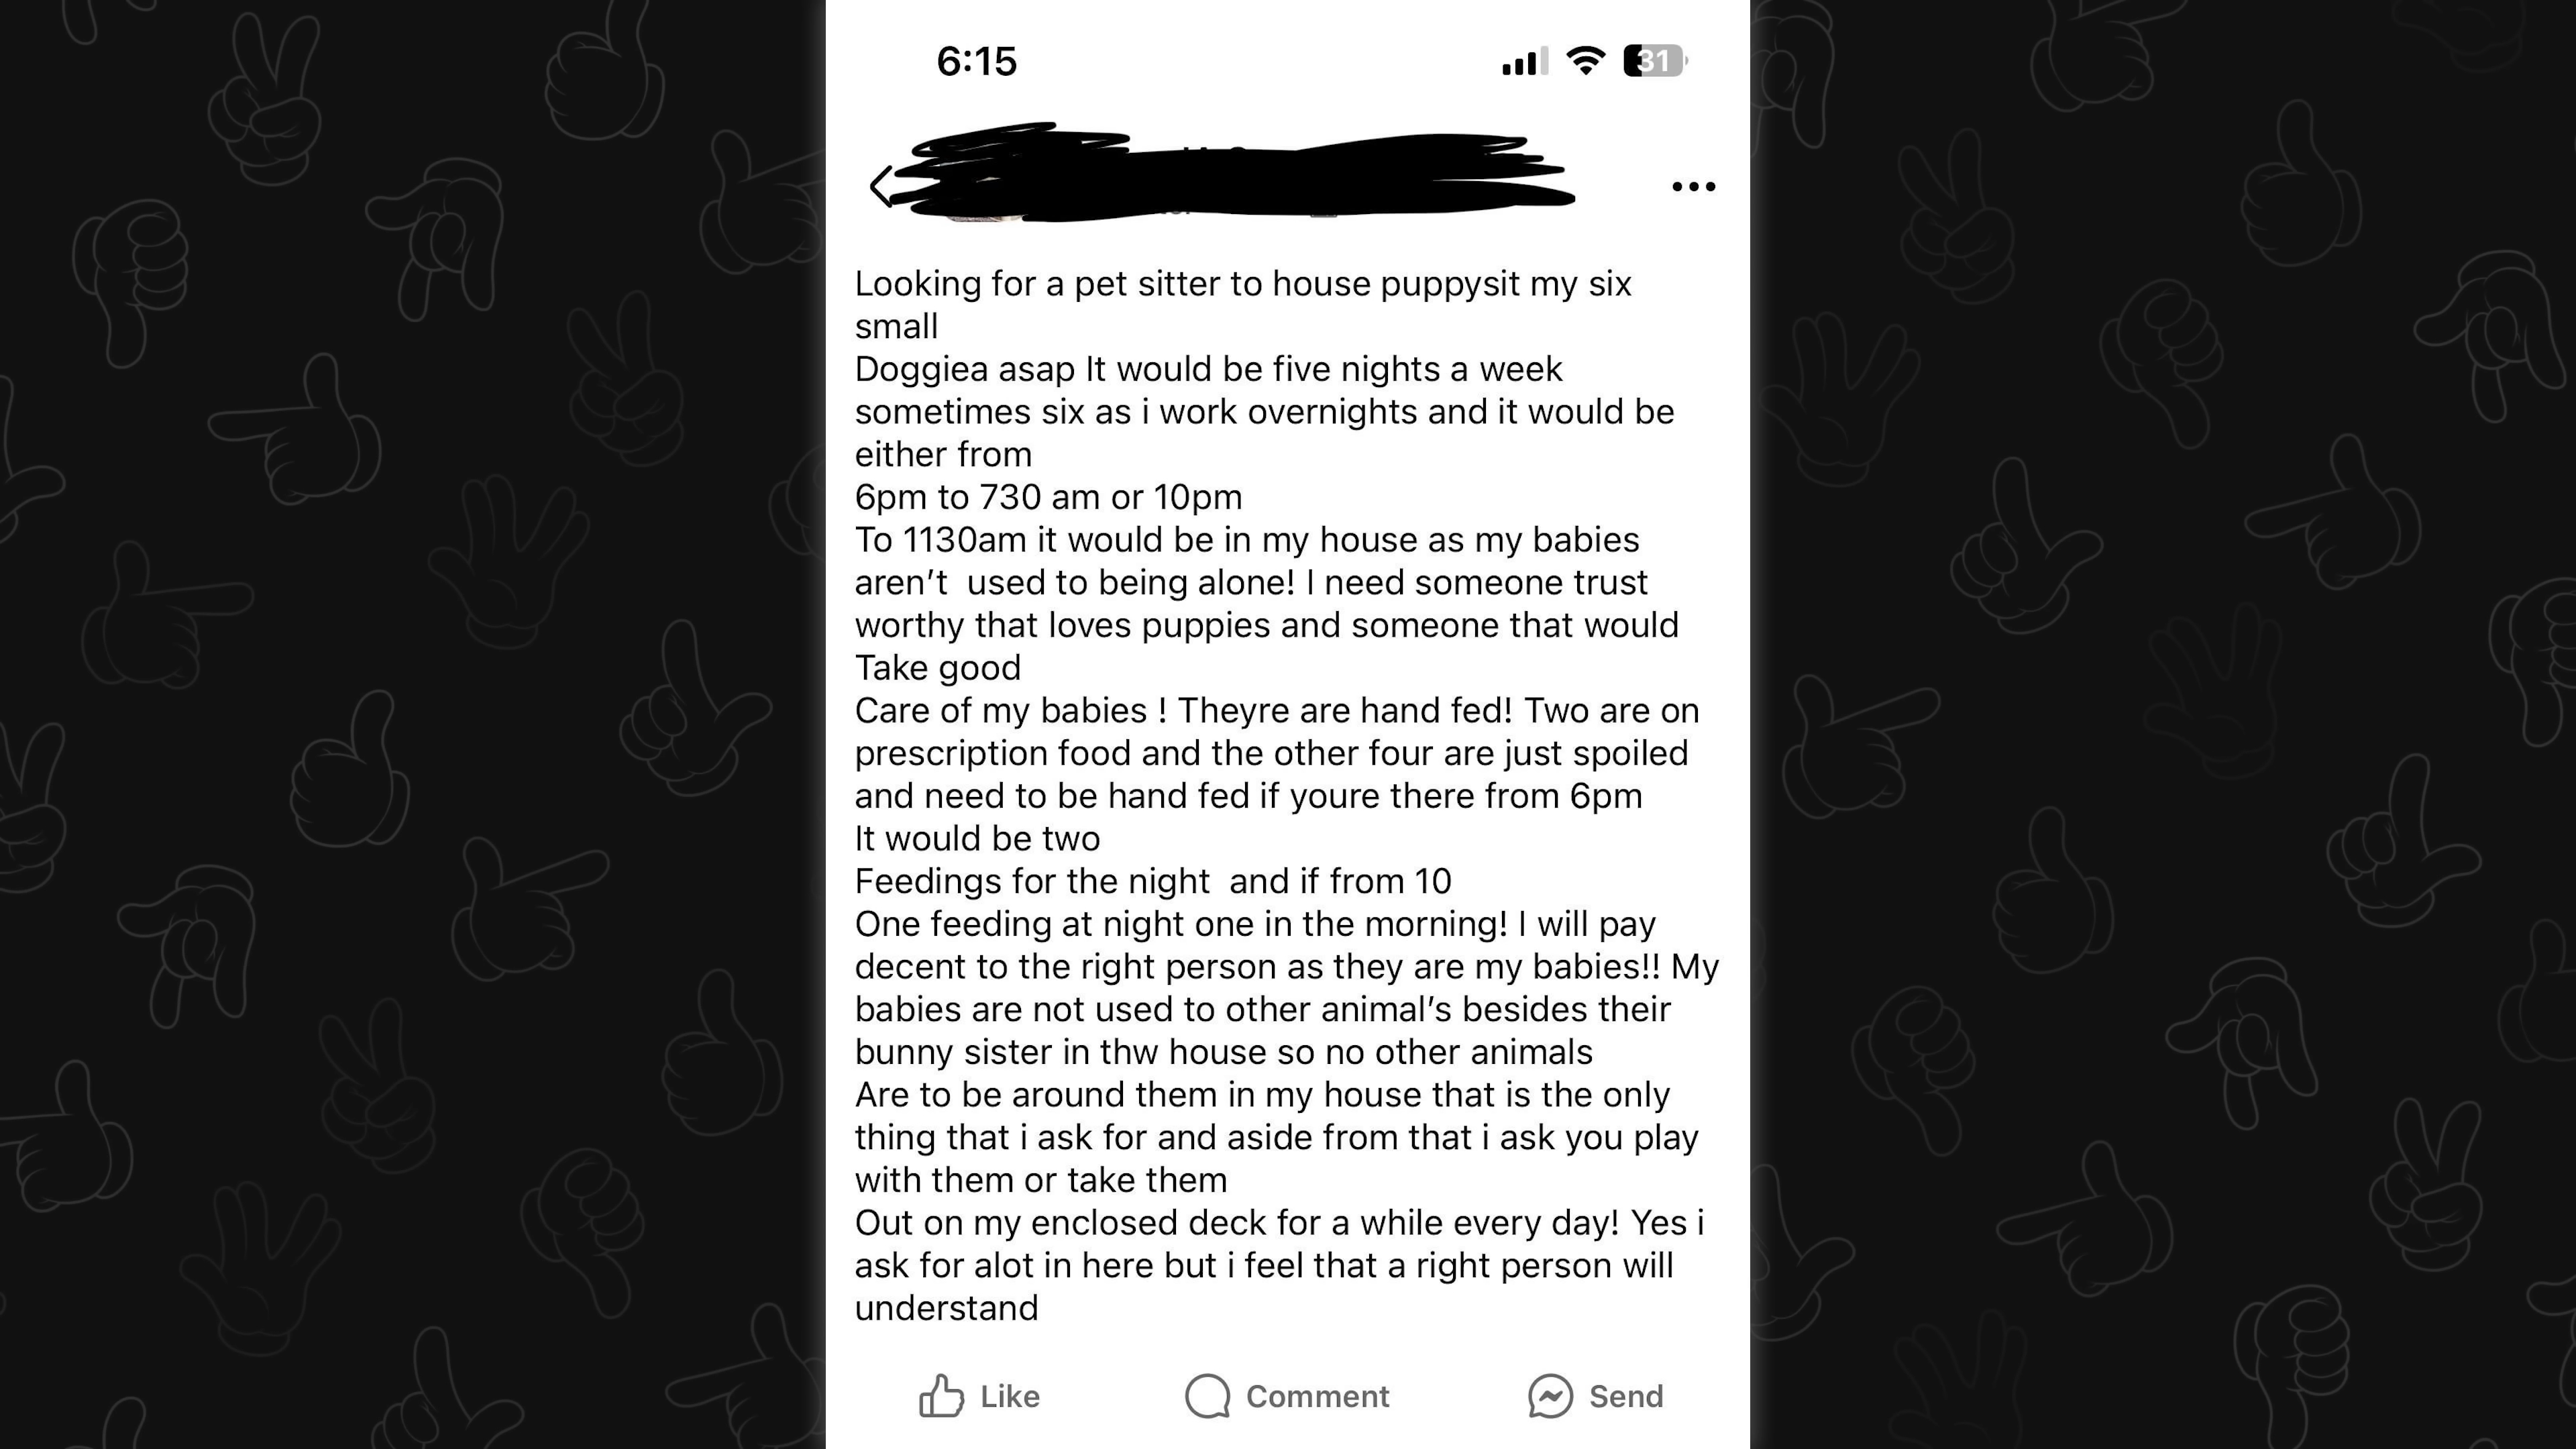 6:15
31
Looking for a pet sitter to house puppysit my six
small
Doggiea asap It would be five nights a week
sometimes six as i work overnights and it would be
either from
6pm to 730 am or 10pm
To 1130am it would be in my house as my babies
aren’t  used to being alone! I need someone trust
worthy that loves puppies and someone that would
Take good
Care of my babies ! Theyre are hand fed! Two are on
prescription food and the other four are just spoiled
and need to be hand fed if youre there from 6pm
It would be two
Feedings for the night  and if from 10
One feeding at night one in the morning! I will pay
decent to the right person as they are my babies!! My
babies are not used to other animal’s besides their
bunny sister in thw house so no other animals
Are to be around them in my house that is the only
thing that i ask for and aside from that i ask you play
with them or take them
Out on my enclosed deck for a while every day! Yes i
ask for alot in here but i feel that a right person will
understand
Like
Comment
Send